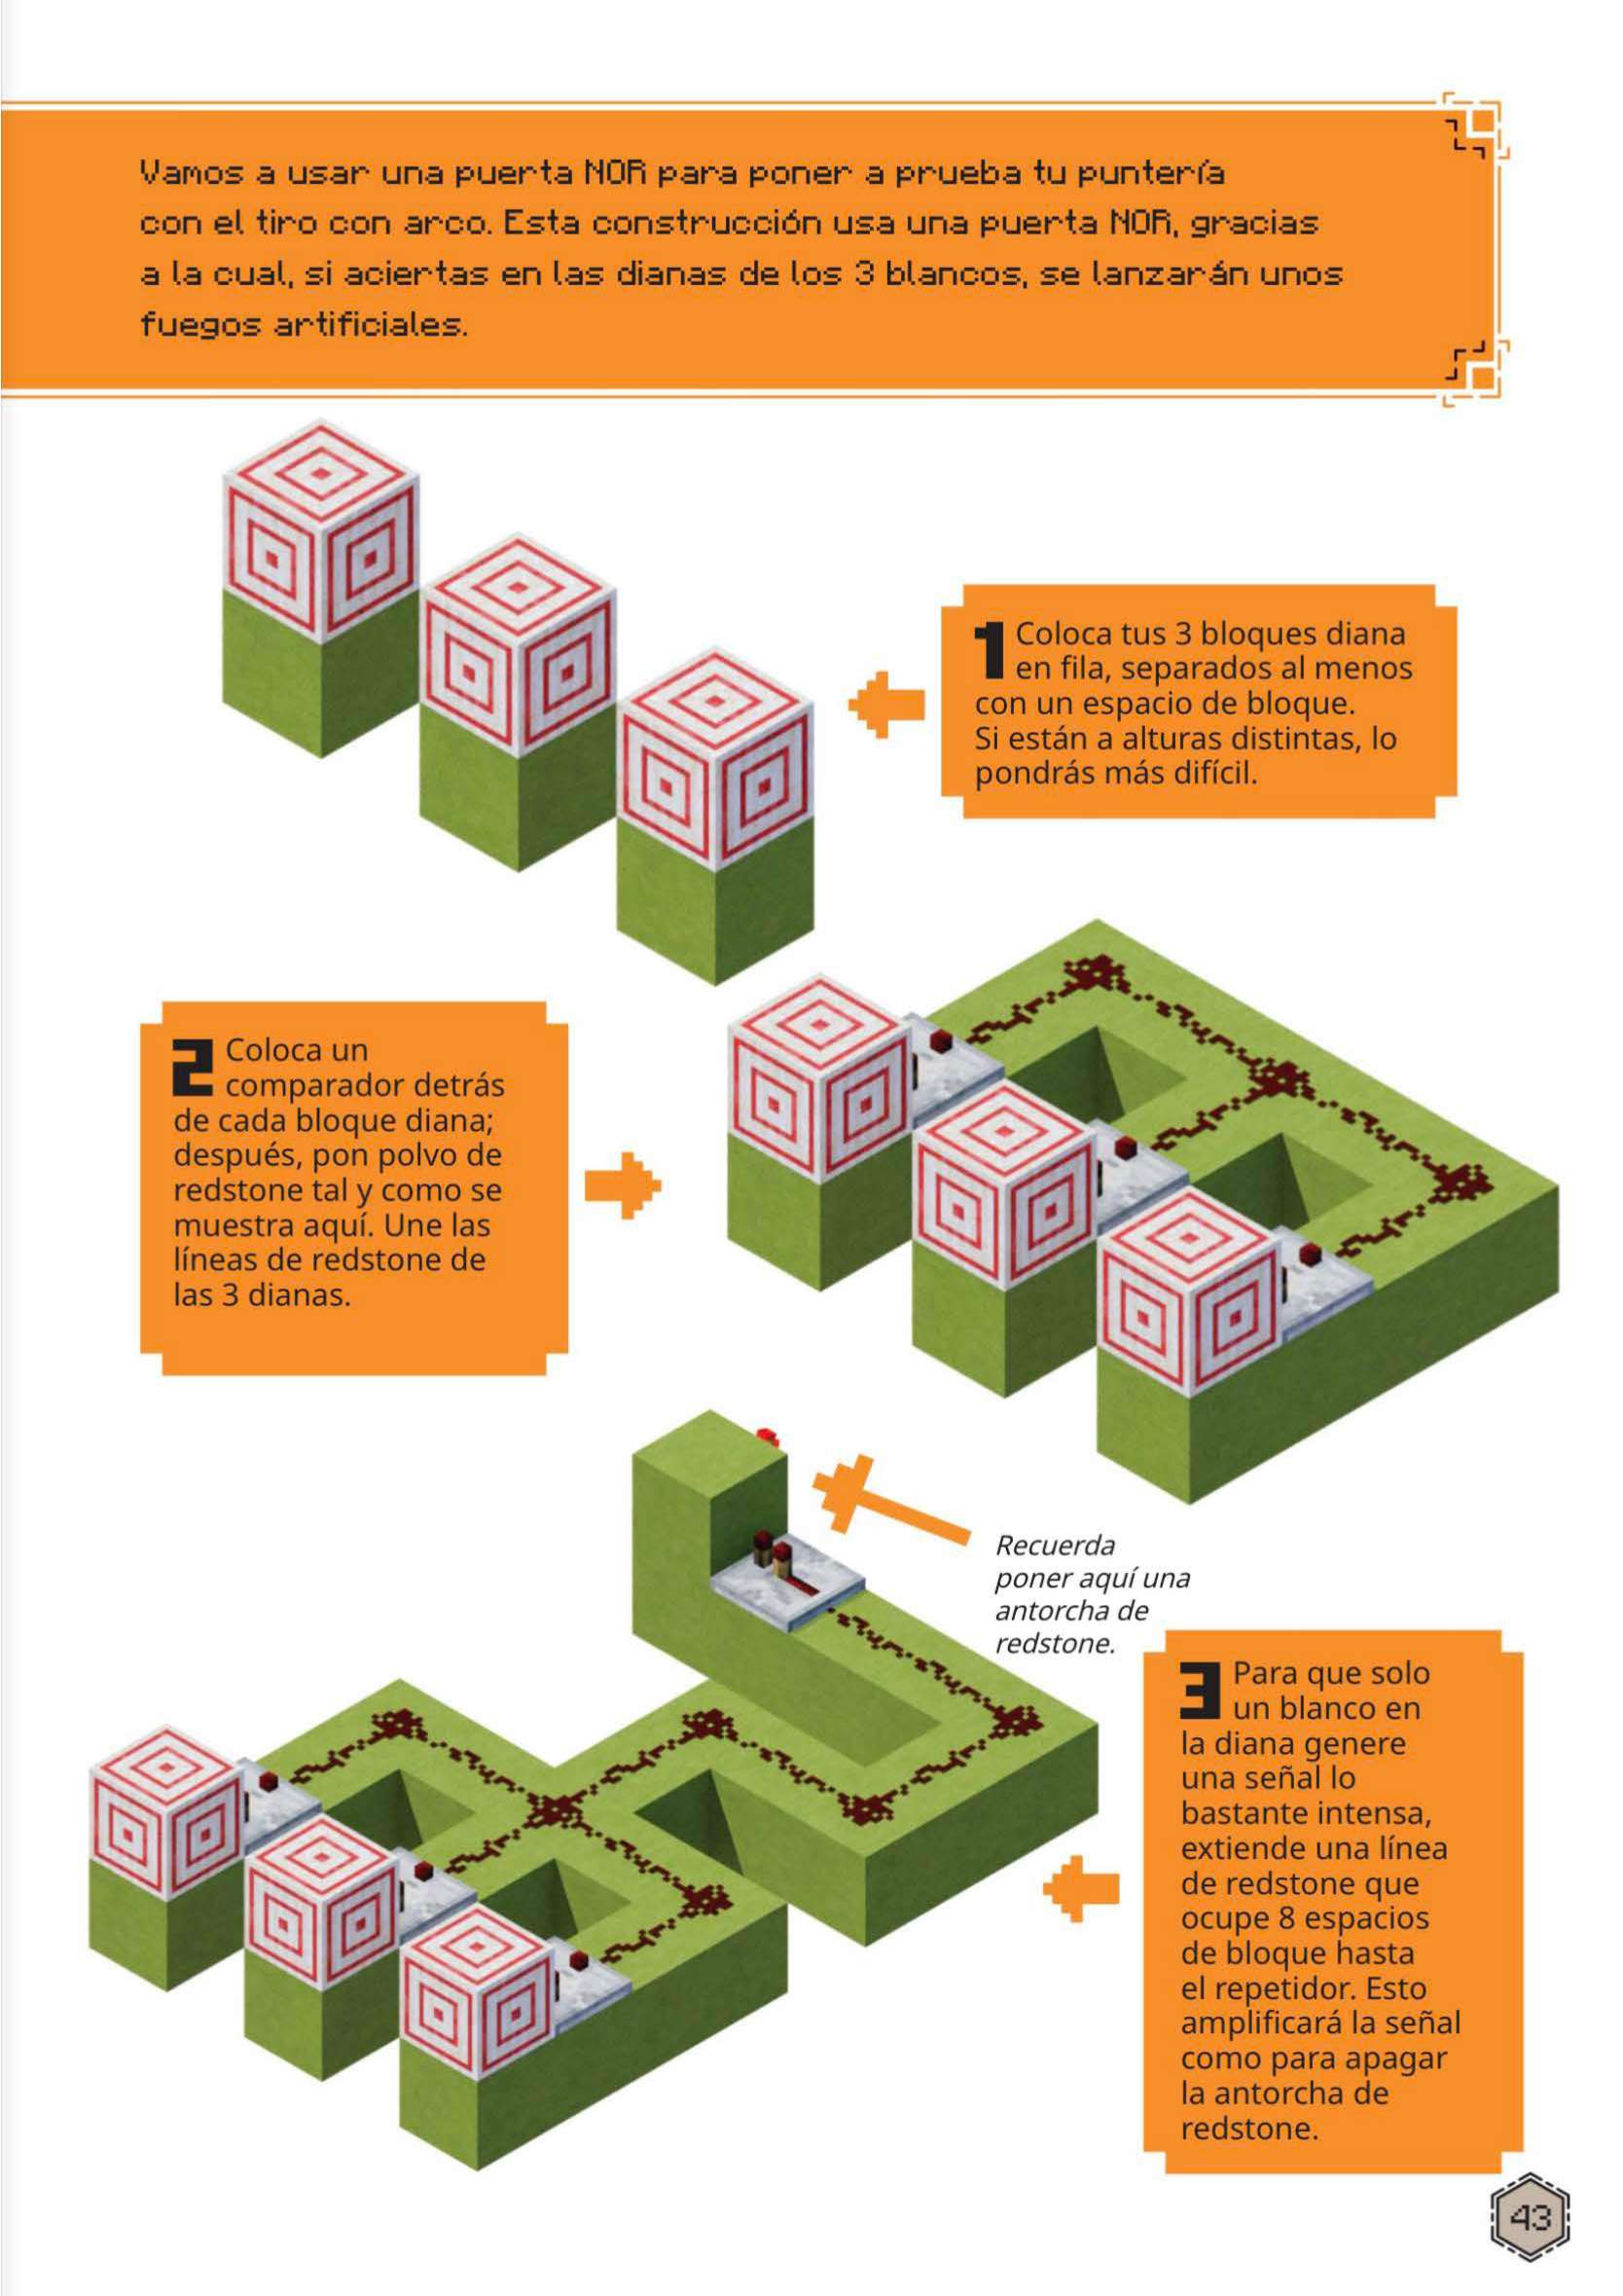 Vamos a usar una puerta NOR para poner a prueba tu puntería
con el tiro con arco. Esta construcción usa una puerta NOR, gracias
a la cual, si aciertas en las dianas de los 3 blancos, se lanzarán unos
fuegos artificiales.
1 Coloca tus 3 bloques diana
en fila, separados al menos
con un espacio de bloque.
Si están a alturas distintas, lo
pondrás más difícil.
2 Coloca un
comparador detrás
de cada bloque diana;
después, pon polvo de
redstone tal y como se
muestra aquí. Une las
líneas de redstone de
las 3 dianas.
Recuerda
poner aquí una
antorcha de
redstone.
3 Para que solo
un blanco en
la diana genere
una señal lo
bastante intensa,
extiende una línea
de redstone que
ocupe 8 espacios
de bloque hasta
el repetidor. Esto
amplificará la señal
como para apagar
la antorcha de
redstone.
43